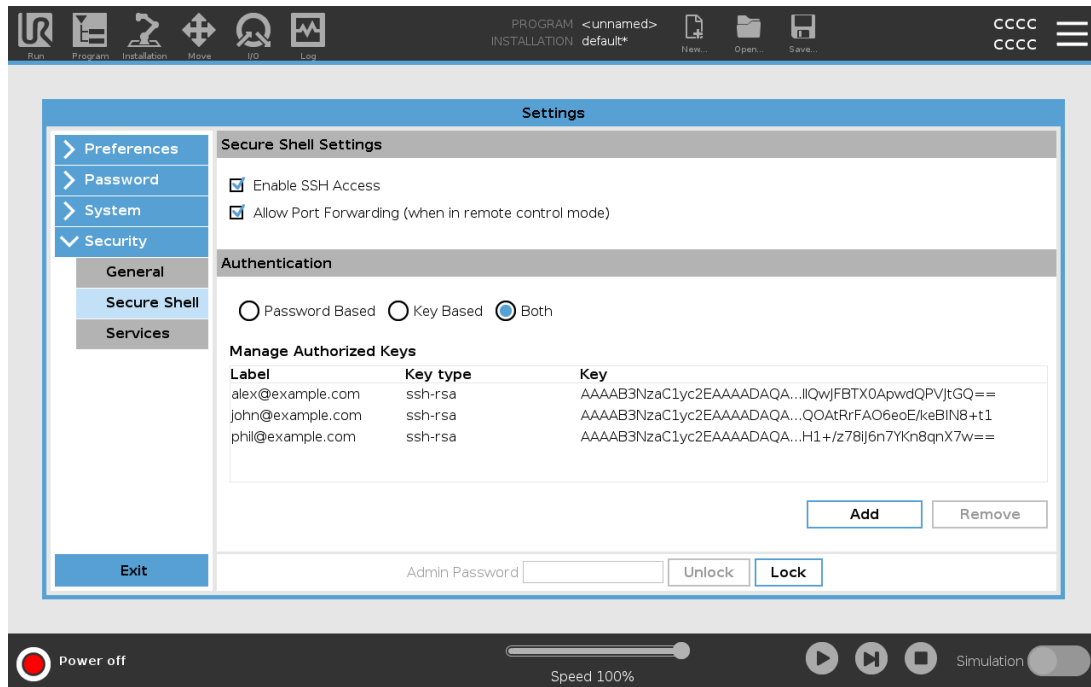 PROGRAM <unnamed>
INSTALLATION default*
CCCC
CCCC
UR
Run Program Installation Move I/O Log New... Open... Save...
Settings
Preferences
Password
System
Security
General
Secure Shell
Services
Exit
Secure Shell Settings
Enable SSH Access
Allow Port Forwarding (when in remote control mode)
Authentication
Password Based Key Based Both
Manage Authorized Keys
Label Key type Key
alex@example.com ssh-rsa AAAAB3NzaC1yc2EAAAADAQA...IIQwJFBTX0ApwdQPVJtGQ==
john@example.com ssh-rsa AAAAB3NzaC1yc2EAAAADAQA...QOAtRrFAO6eoE/keBIN8+t1
phil@example.com ssh-rsa AAAAB3NzaC1yc2EAAAADAQA...H1+/z78iJ6n7YKn8qnX7w==
Add Remove
Admin Password Unlock Lock
Power off
Speed 100%
Simulation